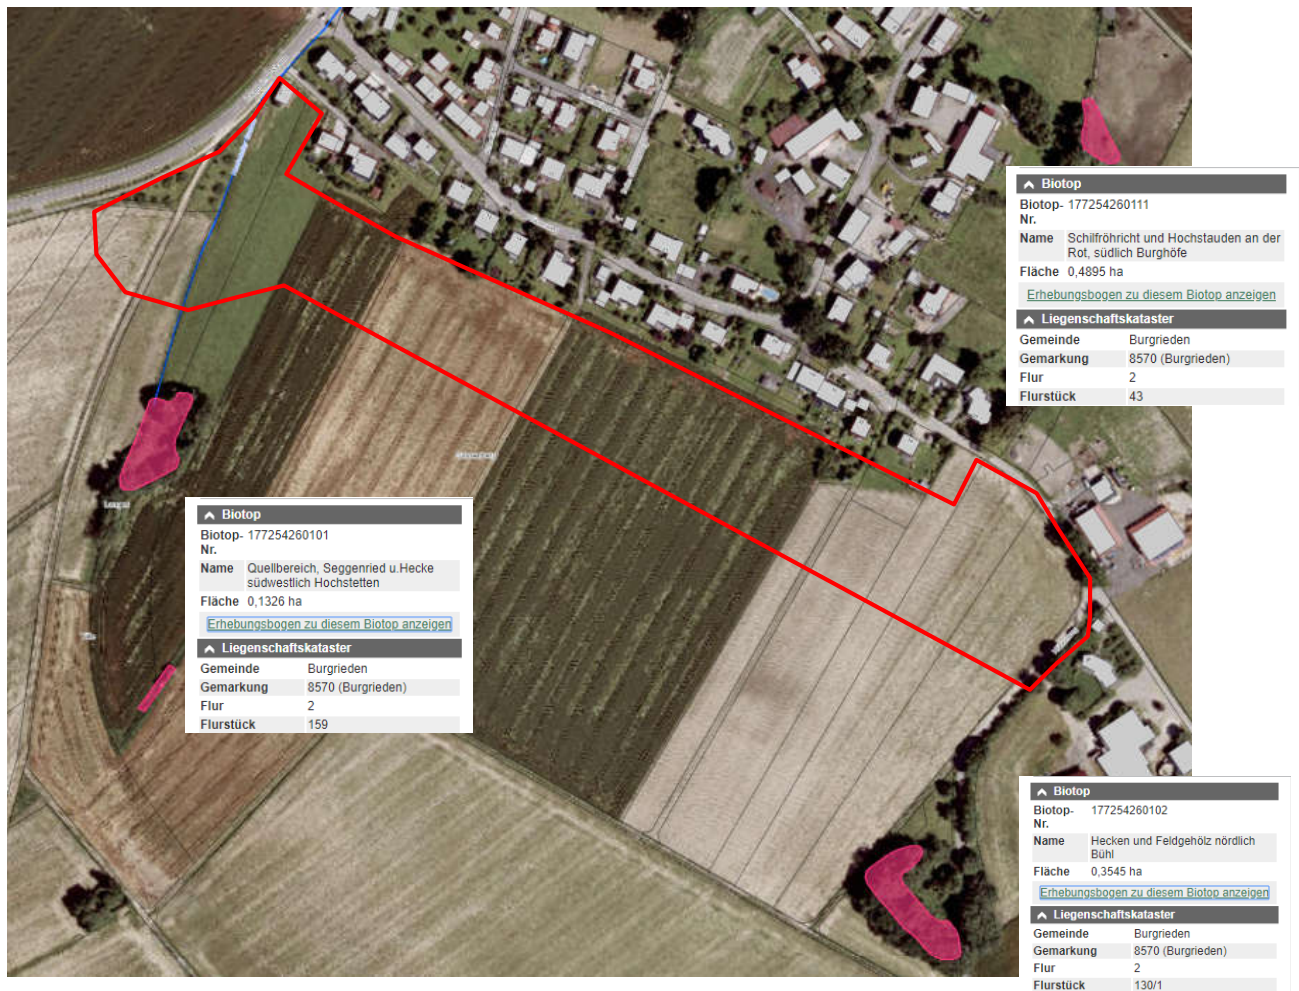 Biotop
Biotop- 177254260111
Nr.
Name Schilfröhricht und Hochstauden an der
Rot, südlich Burghöfe
Fläche 0,4895 ha
Erhebungsbogen zu diesem Biotop anzeigen
Liegenschaftskataster
Gemeinde Burgrieden
Gemarkung 8570 (Burgrieden)
Flur 2
Flurstück 43
Biotop
Biotop- 177254260101
Nr.
Name Quellbereich, Seggenried u.Hecke
südwestlich Hochstetten
Fläche 0,1326 ha
Erhebungsbogen zu diesem Biotop anzeigen
Liegenschaftskataster
Gemeinde Burgrieden
Gemarkung 8570 (Burgrieden)
Flur 2
Flurstück 159
Biotop
Biotop- 177254260102
Nr.
Name Hecken und Feldgehölz nördlich
Bühl
Fläche 0,3545 ha
Erhebungsbogen zu diesem Biotop anzeigen
Liegenschaftskataster
Gemeinde Burgrieden
Gemarkung 8570 (Burgrieden)
Flur 2
Flurstück 130/1